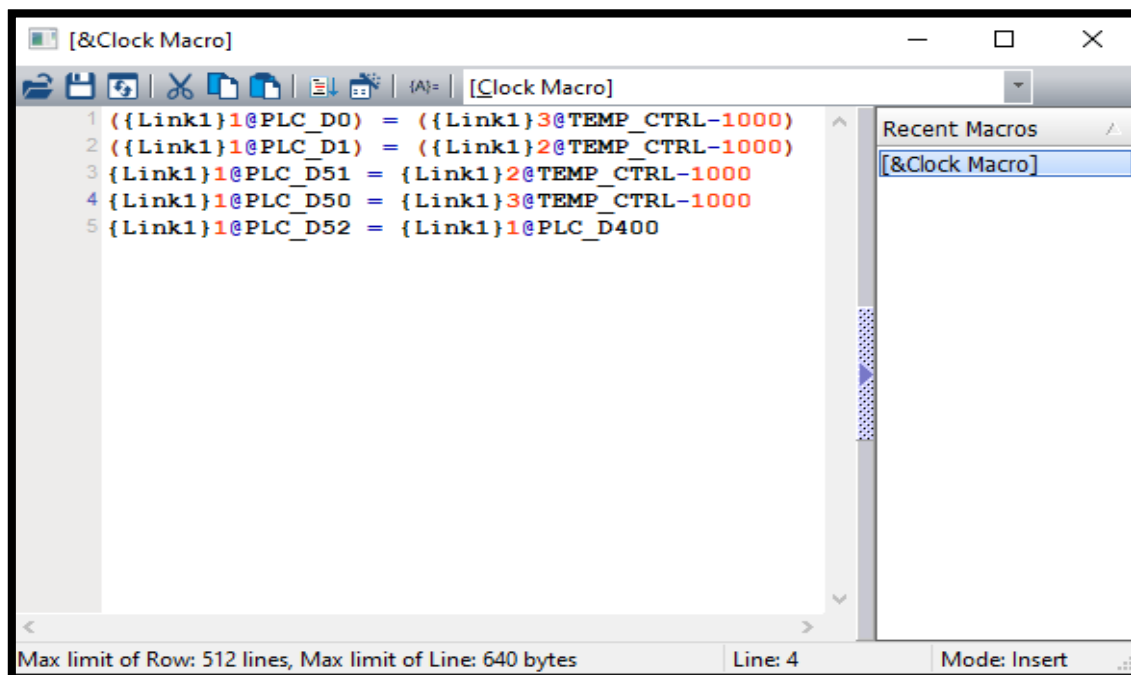 [&Clock Macro]
{A}= [Clock Macro]
1 ({Link1}1@PLC_D0) = ({Link1}3@TEMP_CTRL-1000)
2 ({Link1}1@PLC_D1) = ({Link1}2@TEMP_CTRL-1000)
3 {Link1}1@PLC_D51 = {Link1}2@TEMP_CTRL-1000
4 {Link1}1@PLC_D50 = {Link1}3@TEMP_CTRL-1000
5 {Link1}1@PLC_D52 = {Link1}1@PLC_D400
Recent Macros
[&Clock Macro]
Max limit of Row: 512 lines, Max limit of Line: 640 bytes Line: 4 Mode: Insert